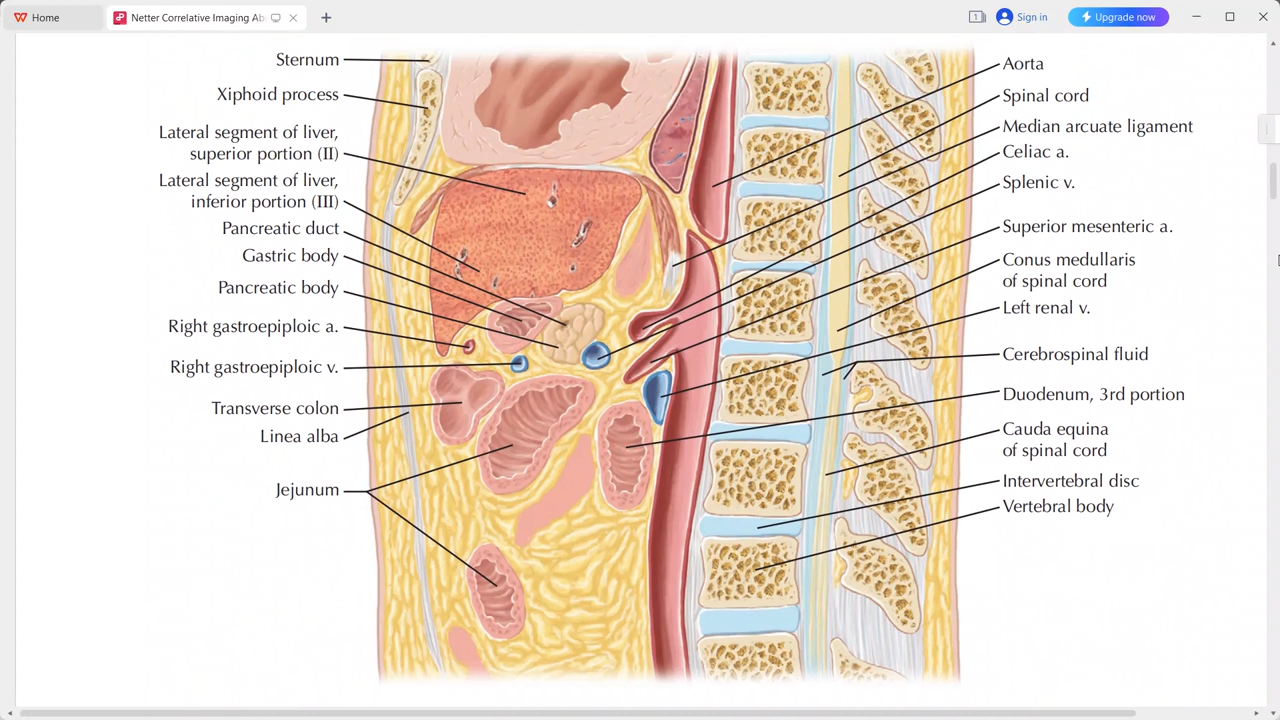 Home
Netter Correlative Imaging Ab
1
Sign in
Upgrade now
Sternum
Xiphoid process
Lateral segment of liver,
superior portion (II)
Lateral segment of liver,
inferior portion (III)
Pancreatic duct
Gastric body
Pancreatic body
Right gastroepiploic a.
Right gastroepiploic v.
Transverse colon
Linea alba
Jejunum
Aorta
Spinal cord
Median arcuate ligament
Celiac a.
Splenic v.
Superior mesenteric a.
Conus medullaris
of spinal cord
Left renal v.
Cerebrospinal fluid
Duodenum, 3rd portion
Cauda equina
of spinal cord
Intervertebral disc
Vertebral body